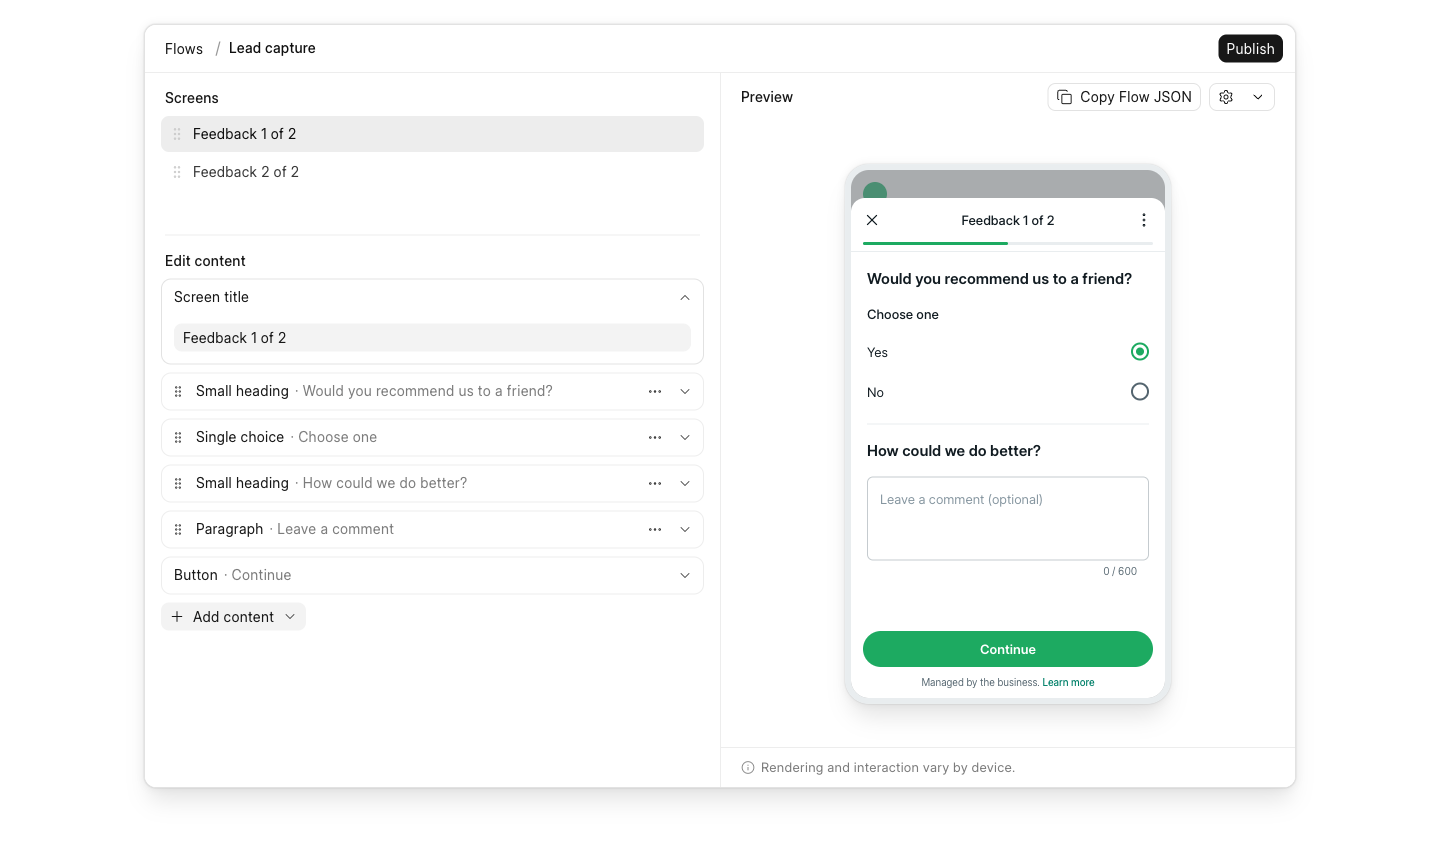 Flows / Lead capture
Publish
Screens
Feedback 1 of 2
Feedback 2 of 2
Edit content
Screen title
Feedback 1 of 2
Small heading · Would you recommend us to a friend?
Single choice · Choose one
Small heading · How could we do better?
Paragraph · Leave a comment
Button · Continue
Add content
Preview
Copy Flow JSON
Feedback 1 of 2
Would you recommend us to a friend?
Choose one
Yes
No
How could we do better?
Leave a comment (optional)
0 / 600
Continue
Managed by the business. Learn more
Rendering and interaction vary by device.